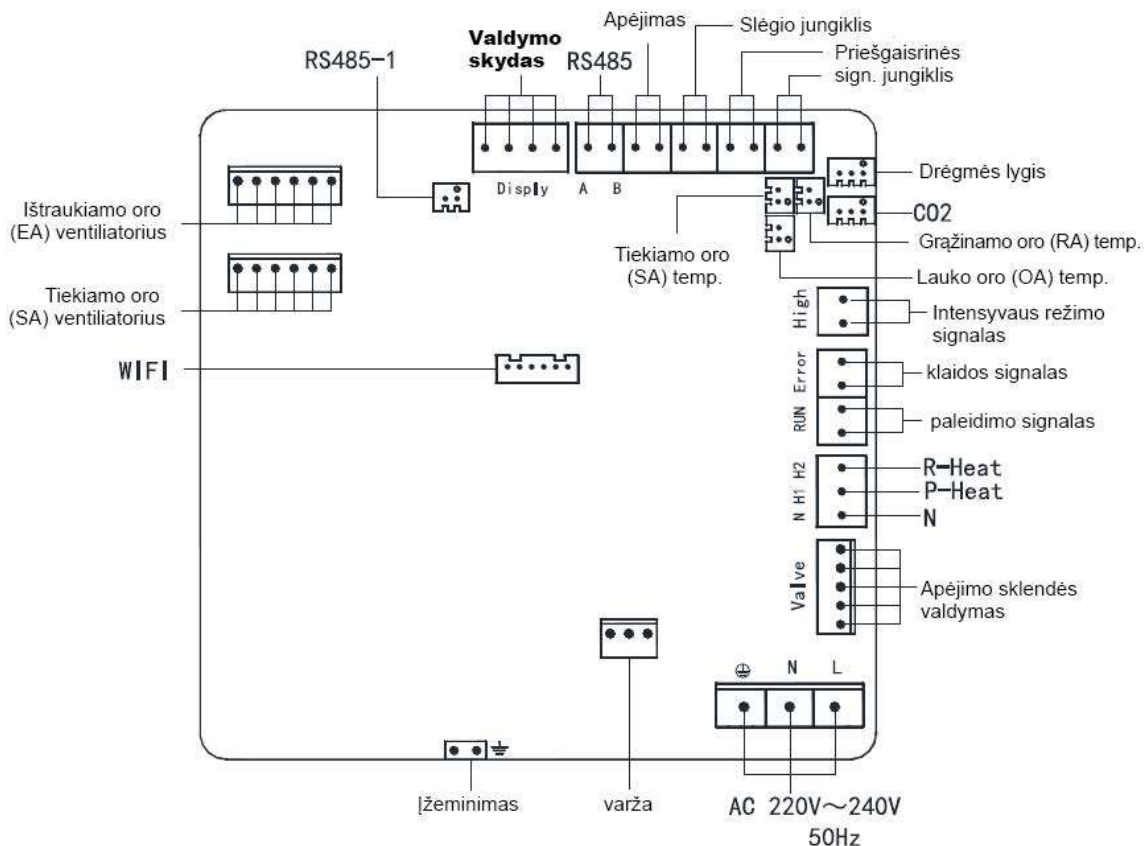 Apėjimas
Slėgio jungiklis
Valdymo
skydas
RS485
RS485-1
Priešgaisrinės
sign. jungiklis
Disply
A
B
Drėgmės lygis
CO2
Ištraukiamo oro
(EA) ventiliatorius
Tiekiamo oro
(SA) temp.
Grąžinamo oro (RA) temp.
Lauko oro (OA) temp.
Tiekiamo oro
(SA) ventiliatorius
High
Intensyvaus režimo
signalas
WIFI
Error
klaidos signalas
RUN
paleidimo signalas
N H1 H2
R-Heat
P-Heat
N
Valve
Apėjimo sklendės
valdymas
N
L
Įžeminimas
varža
AC 220V～240V
50Hz